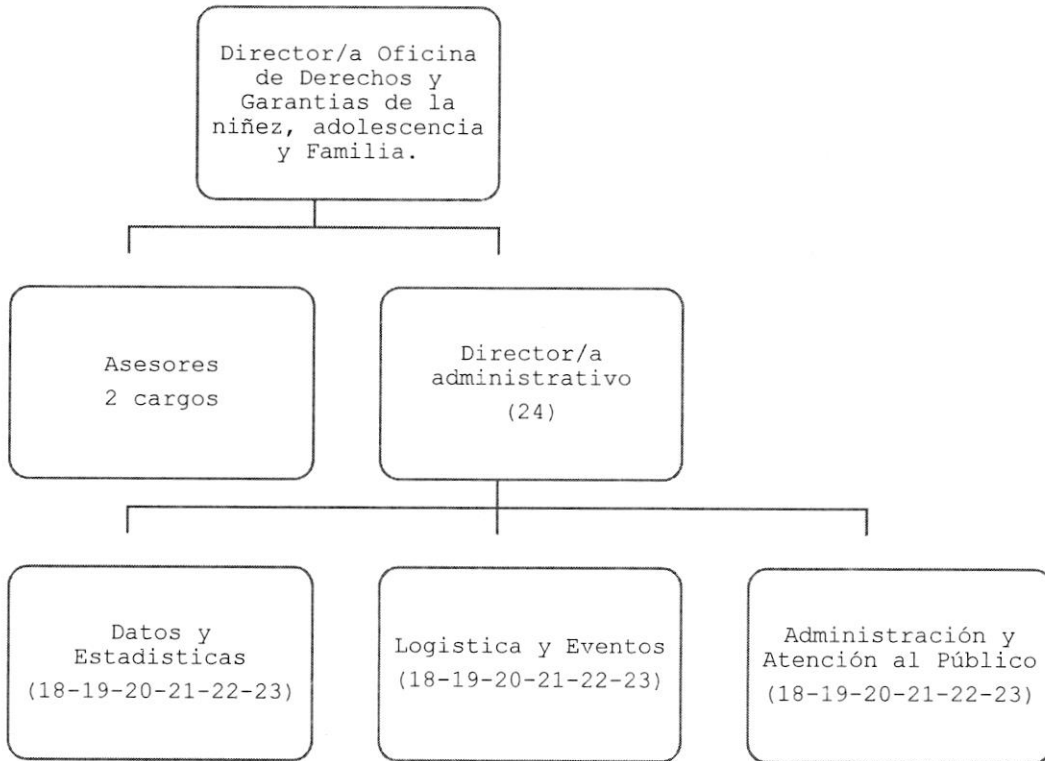 Director/a Oficina
de Derechos y
Garantias de la
niñez, adolescencia
y Familia.
Asesores
2 cargos
Director/a
administrativo
(24)
Datos y
Estadisticas
(18-19-20-21-22-23)
Logistica y Eventos
(18-19-20-21-22-23)
Administración y
Atención al Público
(18-19-20-21-22-23)